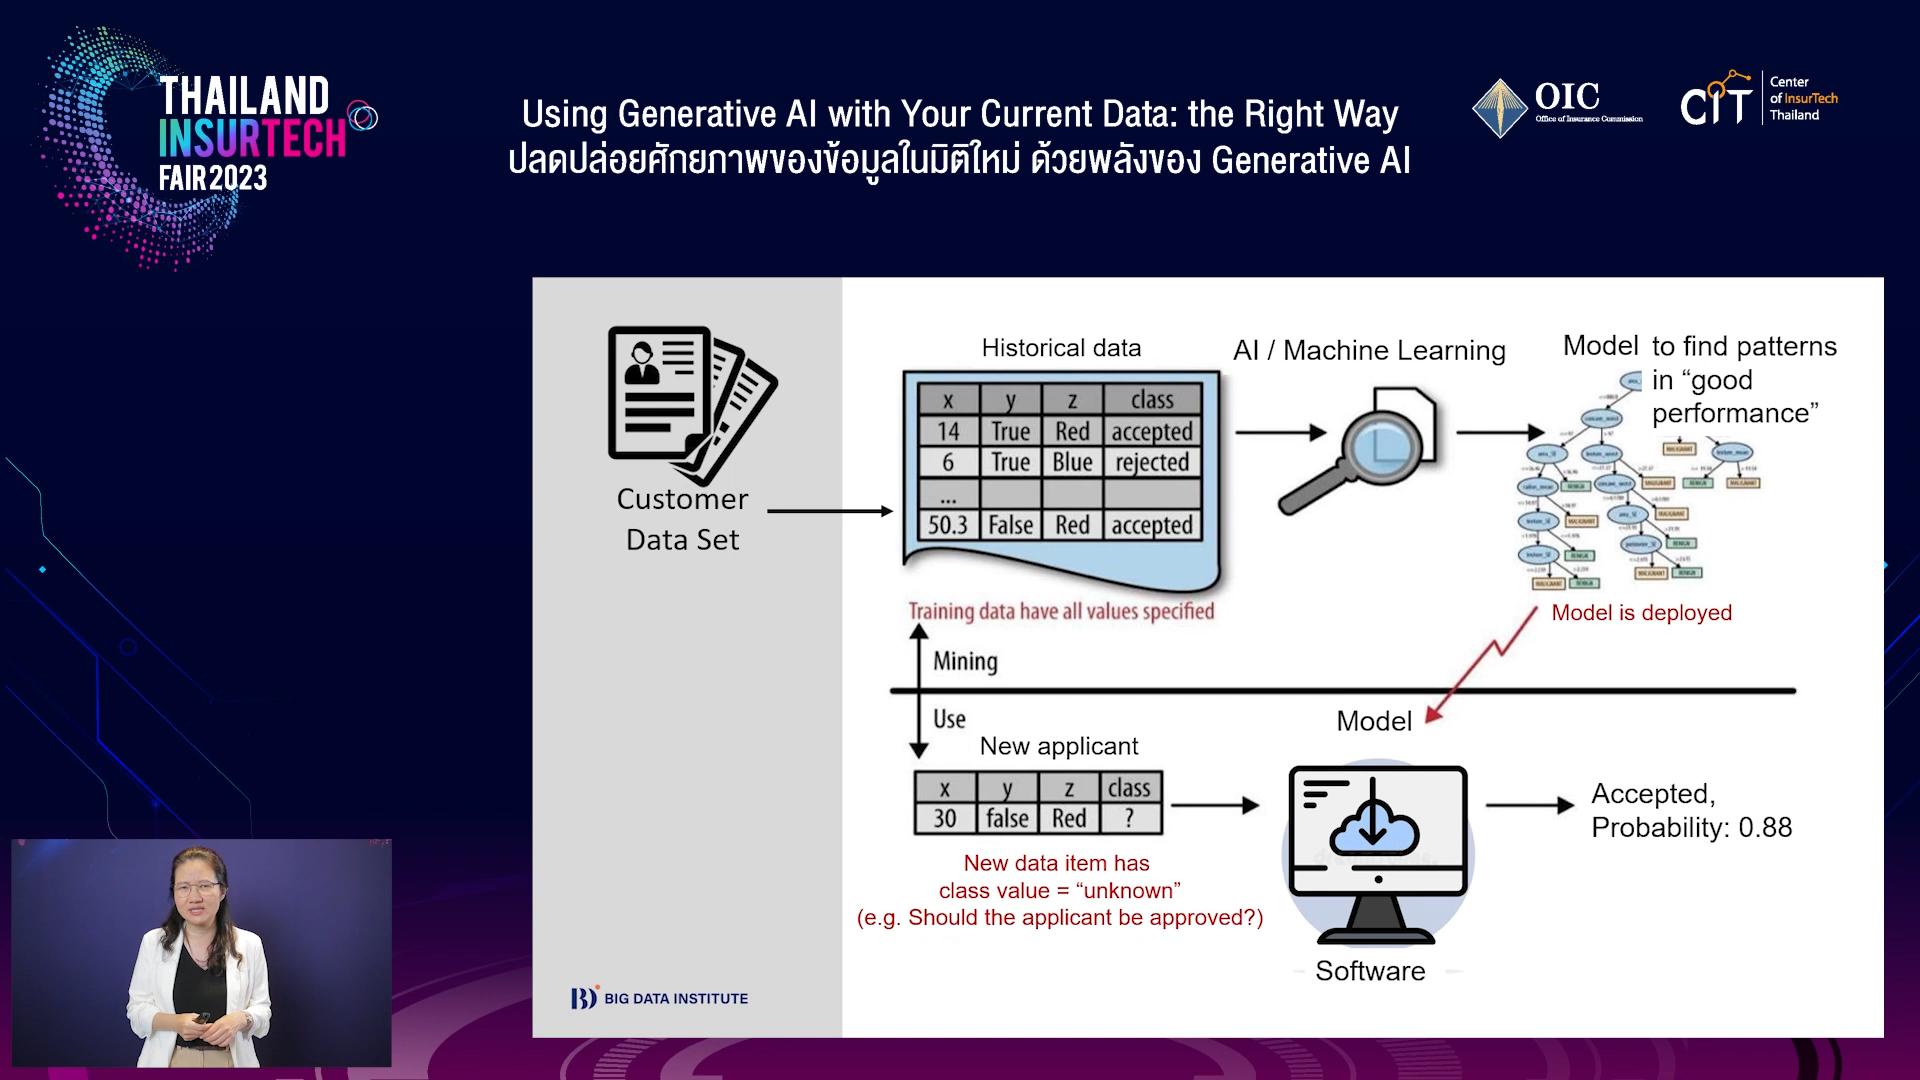 THAILAND
INSURTECH
FAIR 2023
Using Generative AI with Your Current Data: the Right Way
ปลดปล่อยศักยภาพของข้อมูลในมิติใหม่ ด้วยพลังของ Generative AI
OIC
Office of Insurance Commission
CIT
Center
of InsurTech
Thailand
Customer
Data Set
Historical data
x y z class
14 True Red accepted
6 True Blue rejected
...
50.3 False Red accepted
Training data have all values specified
AI / Machine Learning
Model to find patterns
in “good
performance”
Model is deployed
Mining
Use
New applicant
x y z class
30 false Red ?
New data item has
class value = “unknown”
(e.g. Should the applicant be approved?)
Model
Software
Accepted,
Probability: 0.88
BIG DATA INSTITUTE